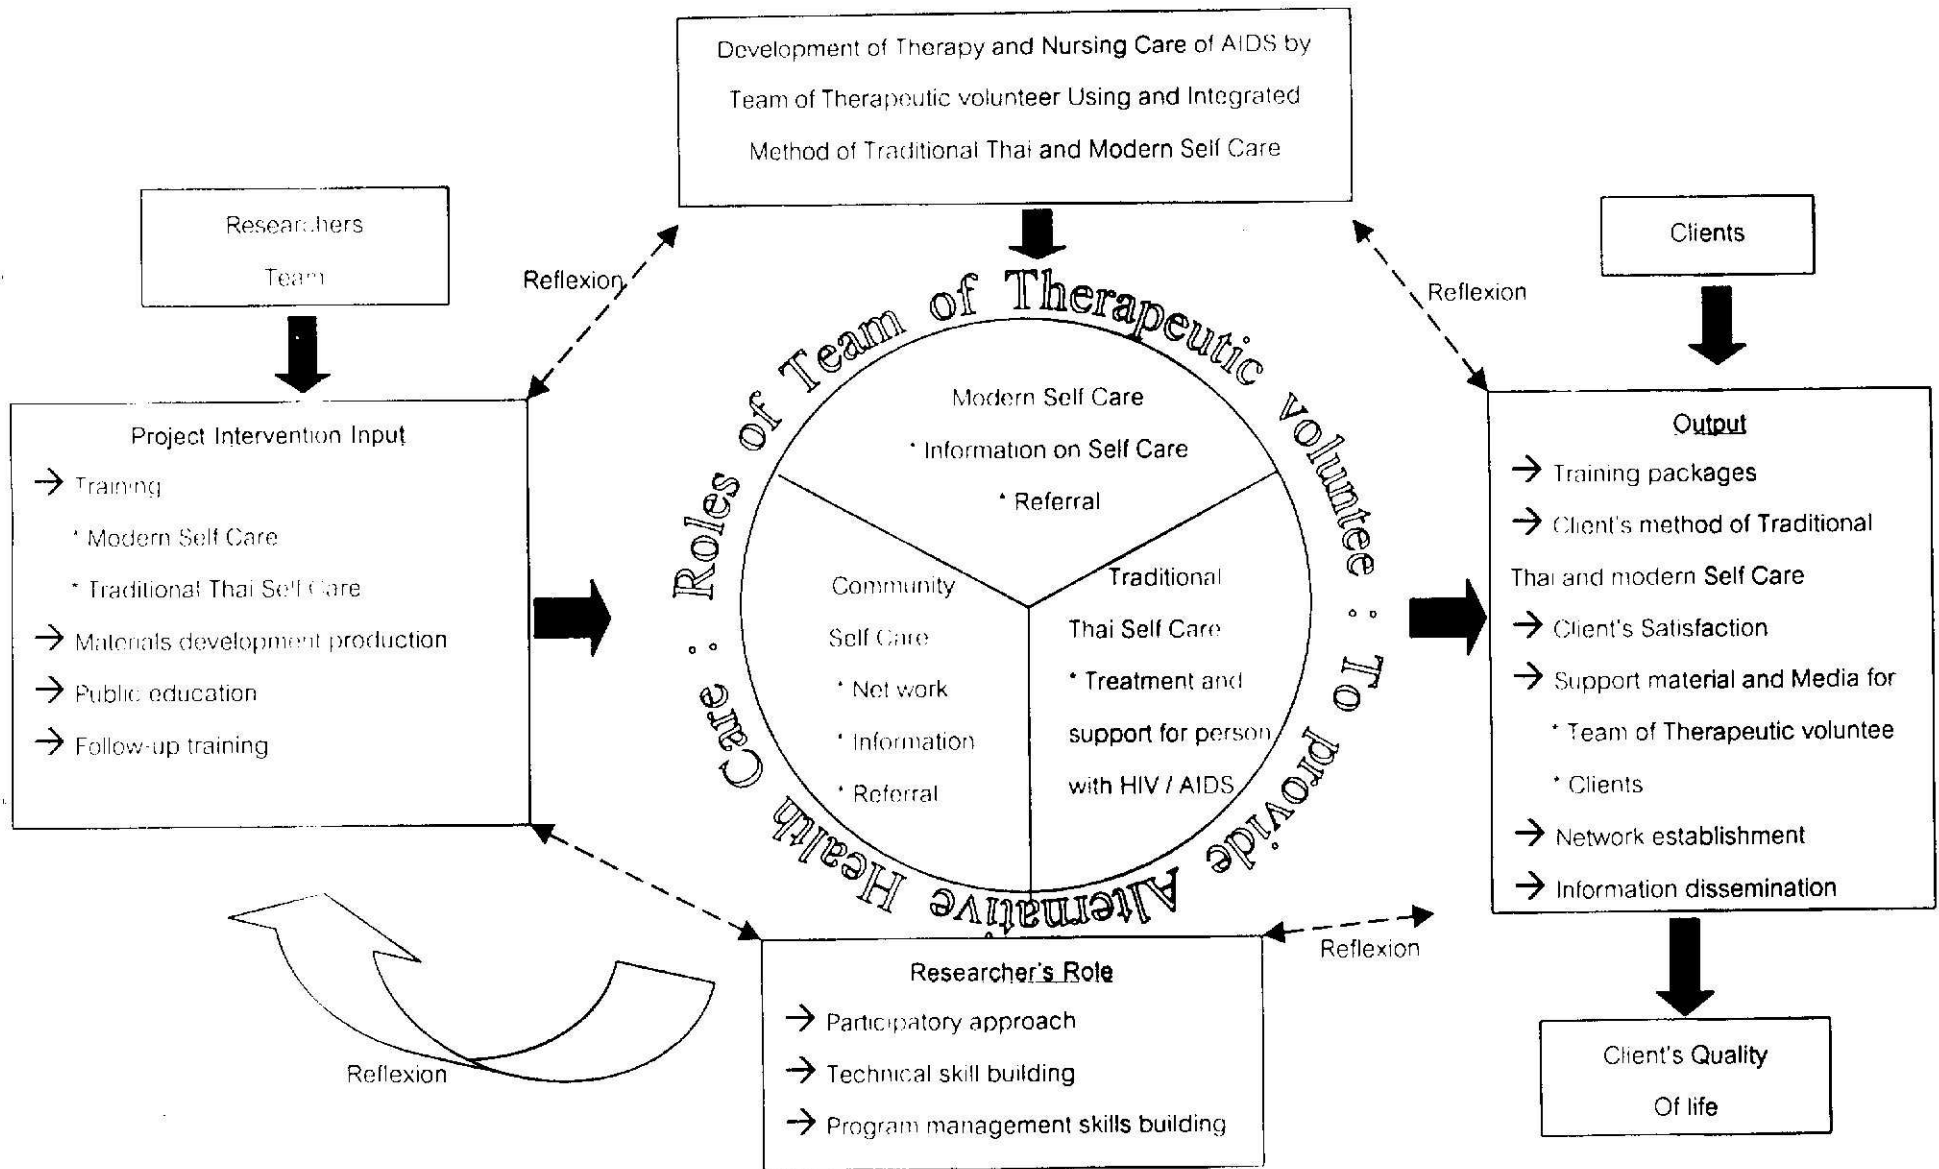 Development of Therapy and Nursing Care of AIDS by
Team of Therapeutic volunteer Using and Integrated
Method of Traditional Thai and Modern Self Care
Researchers
Team
Clients
Reflexion
Reflexion
Roles of Team of Therapeutic voluntee : To provide Alternative Health Care :
Project Intervention Input
→ Training
* Modern Self Care
* Traditional Thai Self Care
→ Materials development production
→ Public education
→ Follow-up training
Modern Self Care
* Information on Self Care
* Referral
Community
Self Care
* Net work
* Information
* Referral
Traditional
Thai Self Care
* Treatment and
support for person
with HIV / AIDS
Output
→ Training packages
→ Client's method of Traditional
Thai and modern Self Care
→ Client's Satisfaction
→ Support material and Media for
* Team of Therapeutic voluntee
* Clients
→ Network establishment
→ Information dissemination
Reflexion
Researcher's Role
→ Participatory approach
→ Technical skill building
→ Program management skills building
Reflexion
Client's Quality
Of life